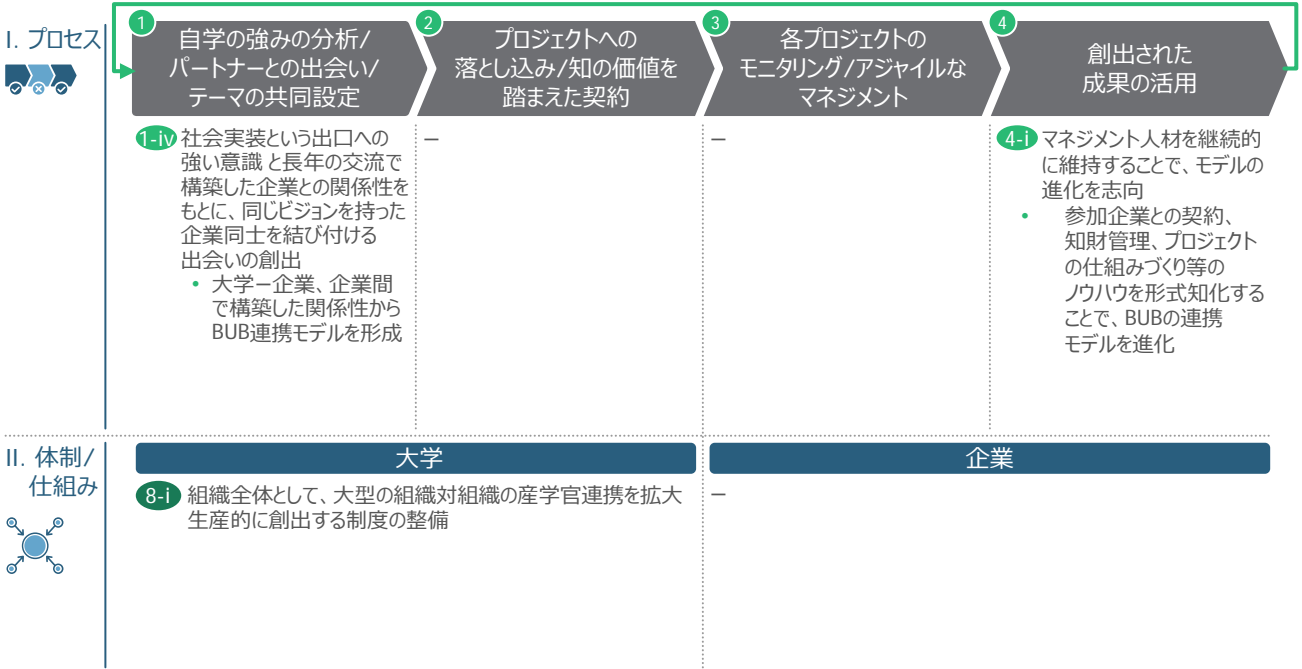 I. プロセス
1
自学の強みの分析/
パートナーとの出会い/
テーマの共同設定
2
プロジェクトへの
落とし込み/知の価値を
踏まえた契約
3
各プロジェクトの
モニタリング/アジャイルな
マネジメント
4
創出された
成果の活用
1-iv 社会実装という出口への
強い意識 と長年の交流で
構築した企業との関係性を
もとに、同じビジョンを持った
企業同士を結び付ける
出会いの創出
• 大学ー企業、企業間
で構築した関係性から
BUB連携モデルを形成
–
–
4-i マネジメント人材を継続的
に維持することで、モデルの
進化を志向
• 参加企業との契約、
知財管理、プロジェクト
の仕組みづくり等の
ノウハウを形式知化する
ことで、BUBの連携
モデルを進化
II. 体制/
仕組み
大学
企業
8-i 組織全体として、大型の組織対組織の産学官連携を拡大
生産的に創出する制度の整備
–